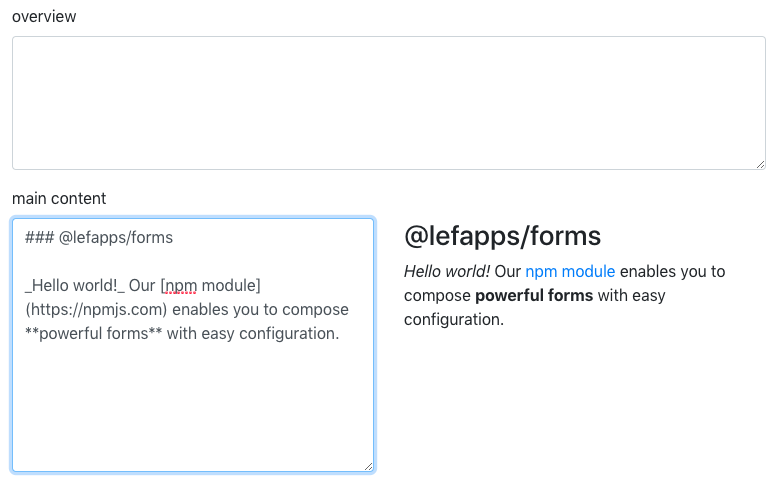 overview
main content
### @lefapps/forms
_Hello world!_ Our [npm module]
(https://npmjs.com) enables you to compose
**powerful forms** with easy configuration.
@lefapps/forms
Hello world! Our npm module enables you to
compose powerful forms with easy
configuration.